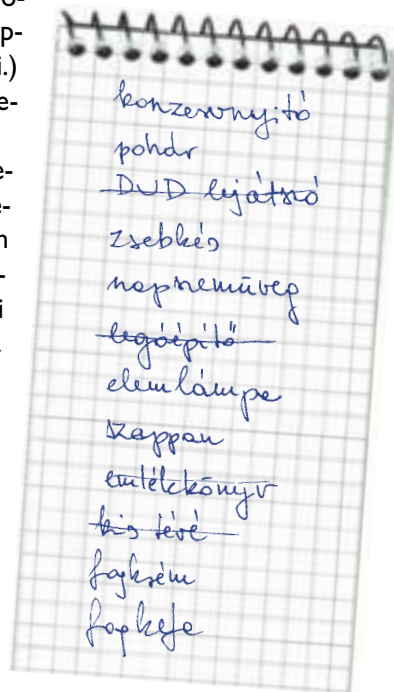 p-
i.)
e-
e-
e-
n
-
i
konzervnyitó
pohár
DVD lejátszó
zsebkés
napszemüveg
legóépítő
elemlámpa
szappan
emlékkönyv
kis tévé
fogkrém
fogkefe